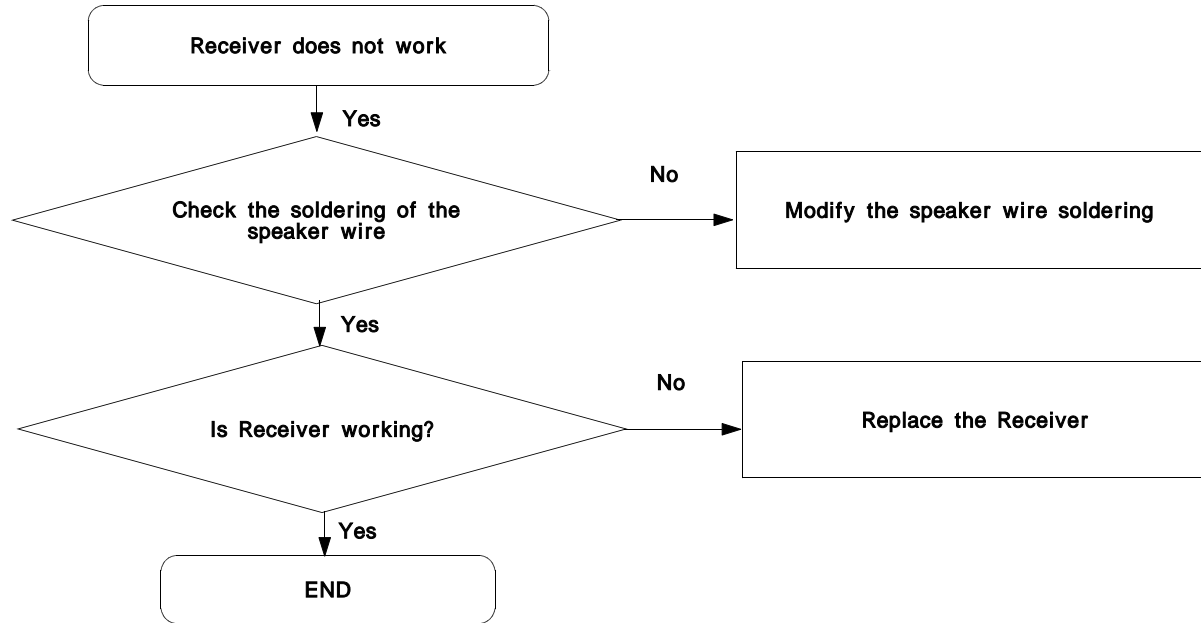 Receiver does not work
Yes
Check the soldering of the
speaker wire
No
Modify the speaker wire soldering
Yes
Is Receiver working?
No
Replace the Receiver
Yes
END